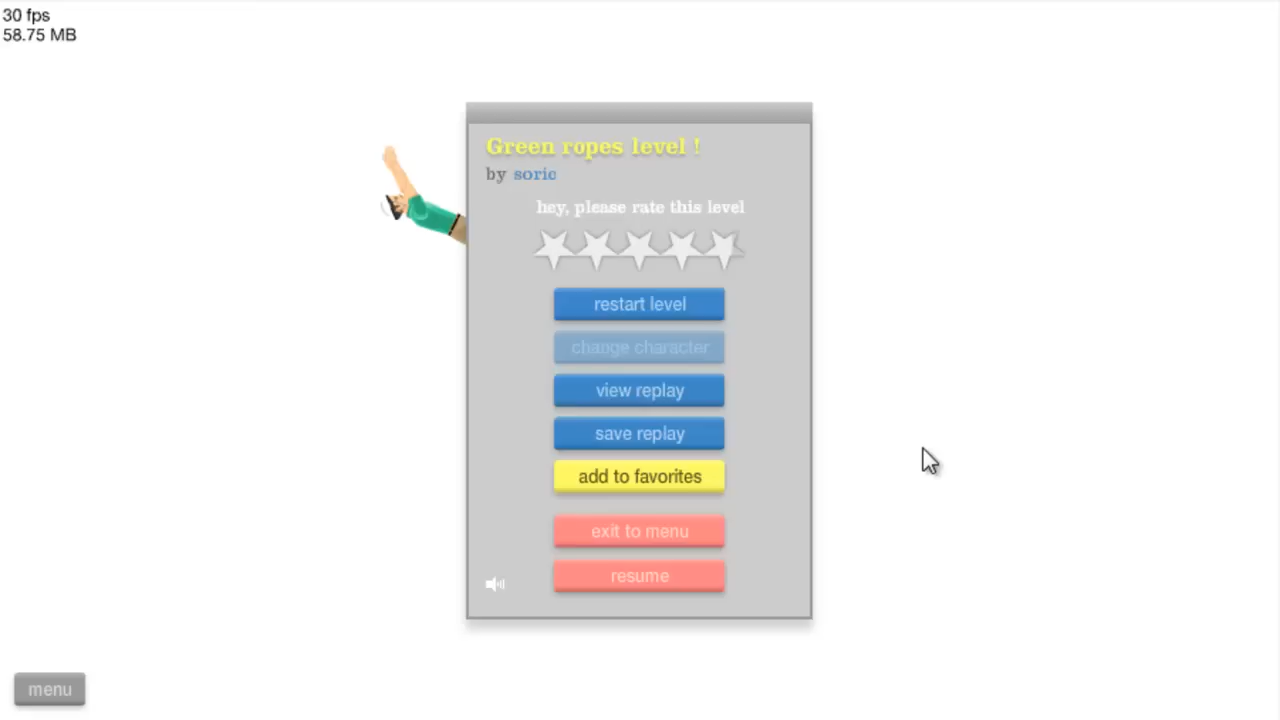 30 fps
58.75 MB
Green ropes level !
by soric
hey, please rate this level
restart level
change character
view replay
save replay
add to favorites
exit to menu
resume
menu